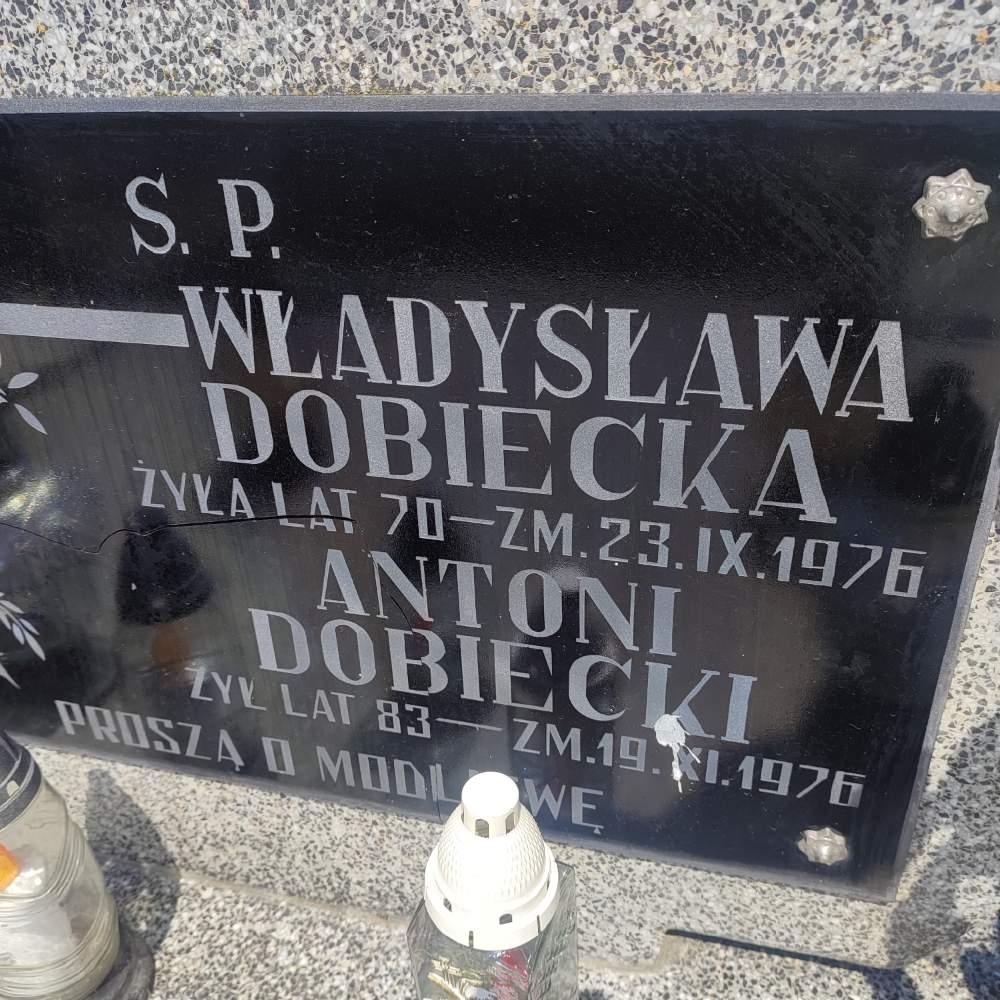 S. P.
WŁADYSŁAWA
DOBIECKA
ŻYŁA LAT 70 — ZM. 23. IX. 1976
ANTONI
DOBIECKI
ŻYŁ LAT 83 — ZM. 19. XI. 1976
PROSZĄ O